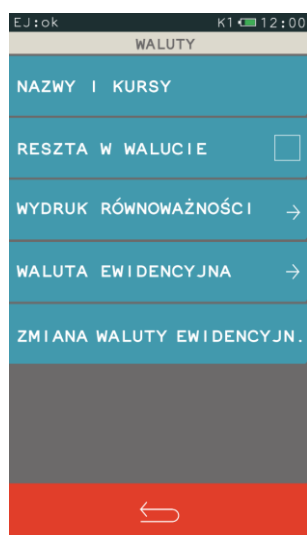 EJ:ok K1 12:00
WALUTY
NAZWY I KURSY
RESZTA W WALUCIE
WYDRUK RÓWNOWAŻNOŚCI →
WALUTA EWIDENCYJNA →
ZMIANA WALUTY EWIDENCYJN.